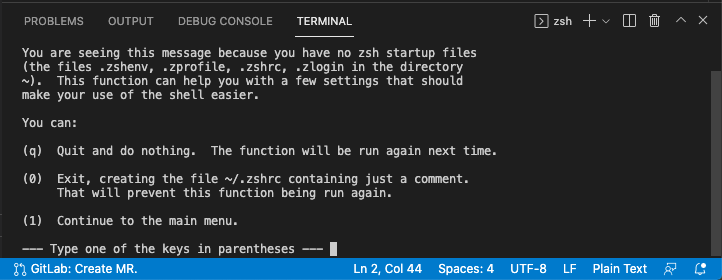 PROBLEMS OUTPUT DEBUG CONSOLE TERMINAL zsh
You are seeing this message because you have no zsh startup files
(the files .zshenv, .zprofile, .zshrc, .zlogin in the directory
~).  This function can help you with a few settings that should
make your use of the shell easier.
You can:
(q)  Quit and do nothing.  The function will be run again next time.
(0)  Exit, creating the file ~/.zshrc containing just a comment.
That will prevent this function being run again.
(1)  Continue to the main menu.
--- Type one of the keys in parentheses ---
GitLab: Create MR. Ln 2, Col 44 Spaces: 4 UTF-8 LF Plain Text